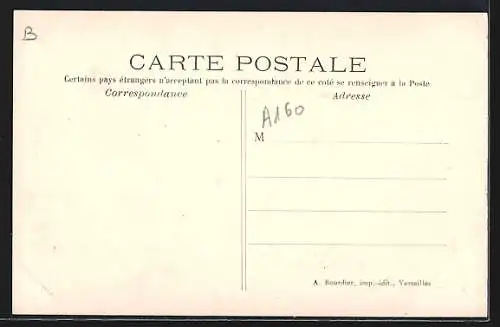 B
CARTE POSTALE
Certains pays étrangers n'acceptant pas la correspondance de ce coté se renseigner à la Poste
Correspondance
Adresse
A160
M
A. Bourdier, imp.-édit., Versailles